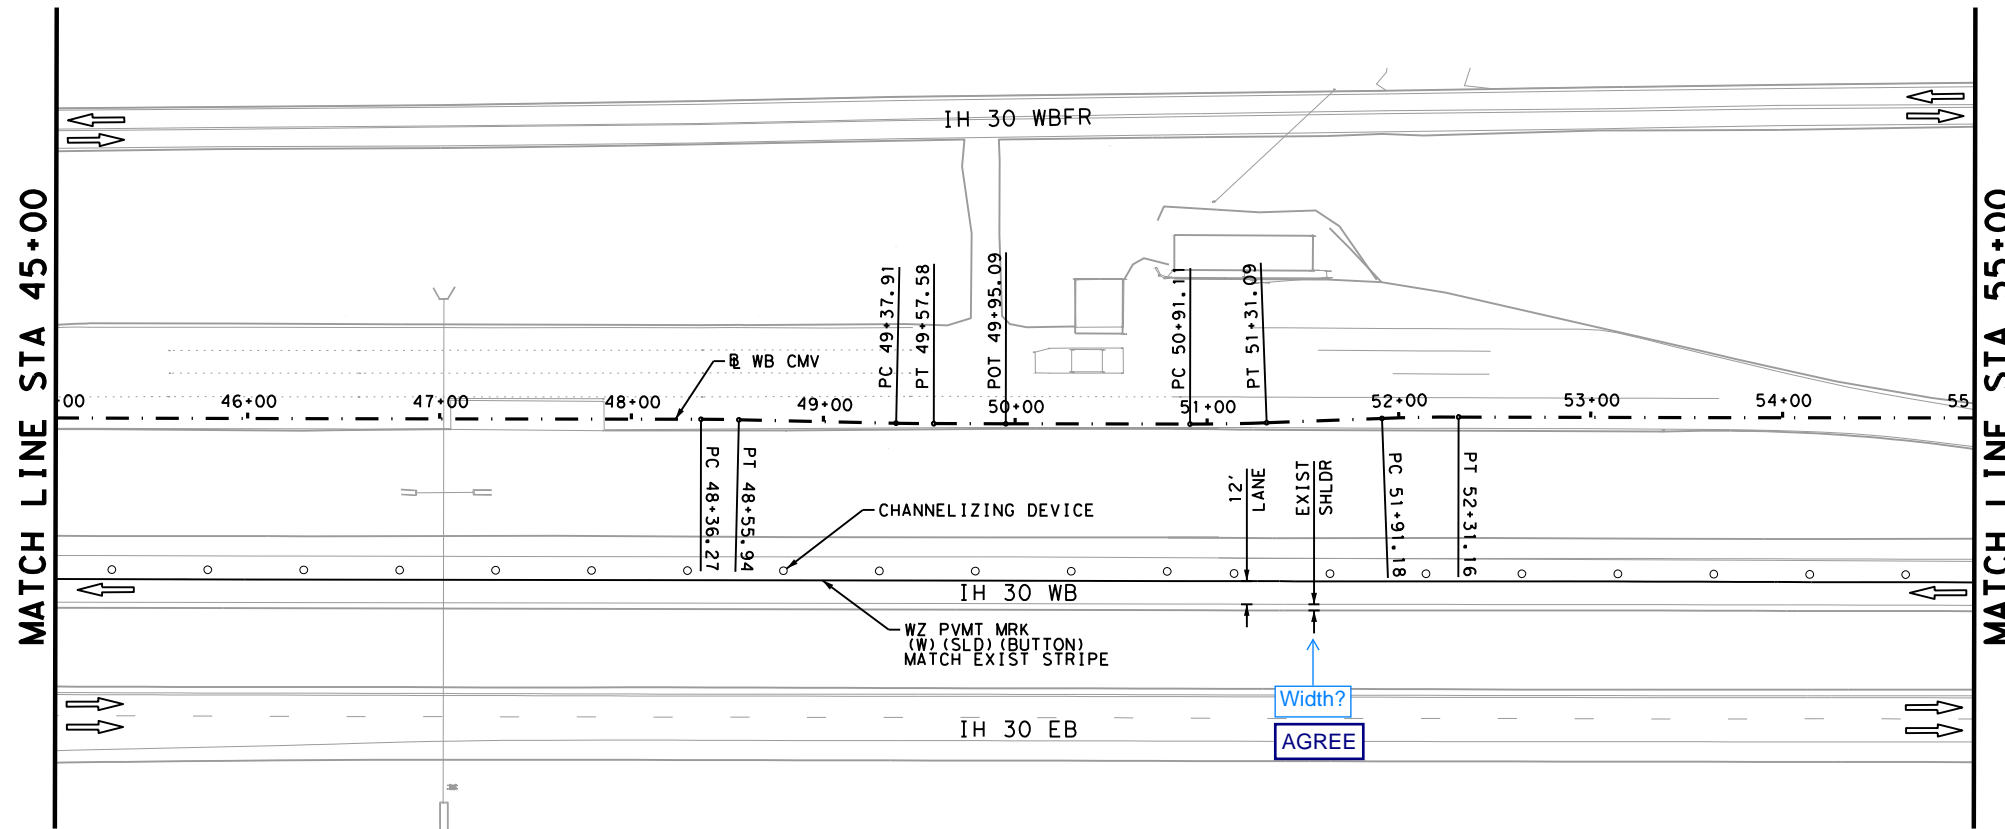 MATCH LINE STA 45+00
IH 30 WBFR
MATCH LINE STA 55+00
PC 49+37.91
PT 49+57.58
POT 49+95.09
PC 50+91.11
PT 51+31.09
℄ WB CMV
00
46+00
47+00
48+00
49+00
50+00
51+00
52+00
53+00
54+00
55
PC 48+36.27
PT 48+55.94
CHANNELIZING DEVICE
12'
LANE
EXIST
SHLDR
PC 51+91.18
PT 52+31.16
IH 30 WB
WZ PVMT MRK
(W) (SLD) (BUTTON)
MATCH EXIST STRIPE
Width?
AGREE
IH 30 EB